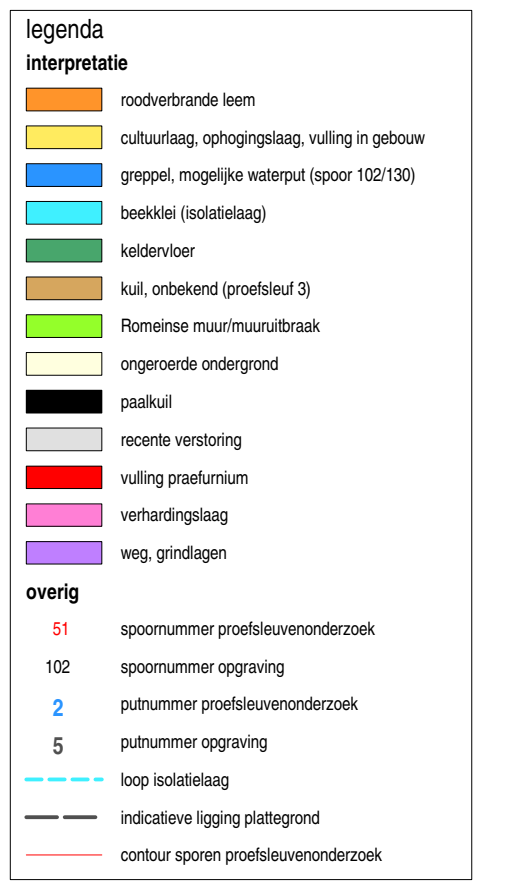 legenda
interpretatie
roodverbrande leem
cultuurlaag, ophogingslaag, vulling in gebouw
greppel, mogelijke waterput (spoor 102/130)
beekklei (isolatielaag)
keldervloer
kuil, onbekend (proefsleuf 3)
Romeinse muur/muuruitbraak
ongeroerde ondergrond
paalkuil
recente verstoring
vulling praefurnium
verhardingslaag
weg, grindlagen
overig
51 spoornummer proefsleuvenonderzoek
102 spoornummer opgraving
2 putnummer proefsleuvenonderzoek
5 putnummer opgraving
loop isolatielaag
indicatieve ligging plattegrond
contour sporen proefsleuvenonderzoek